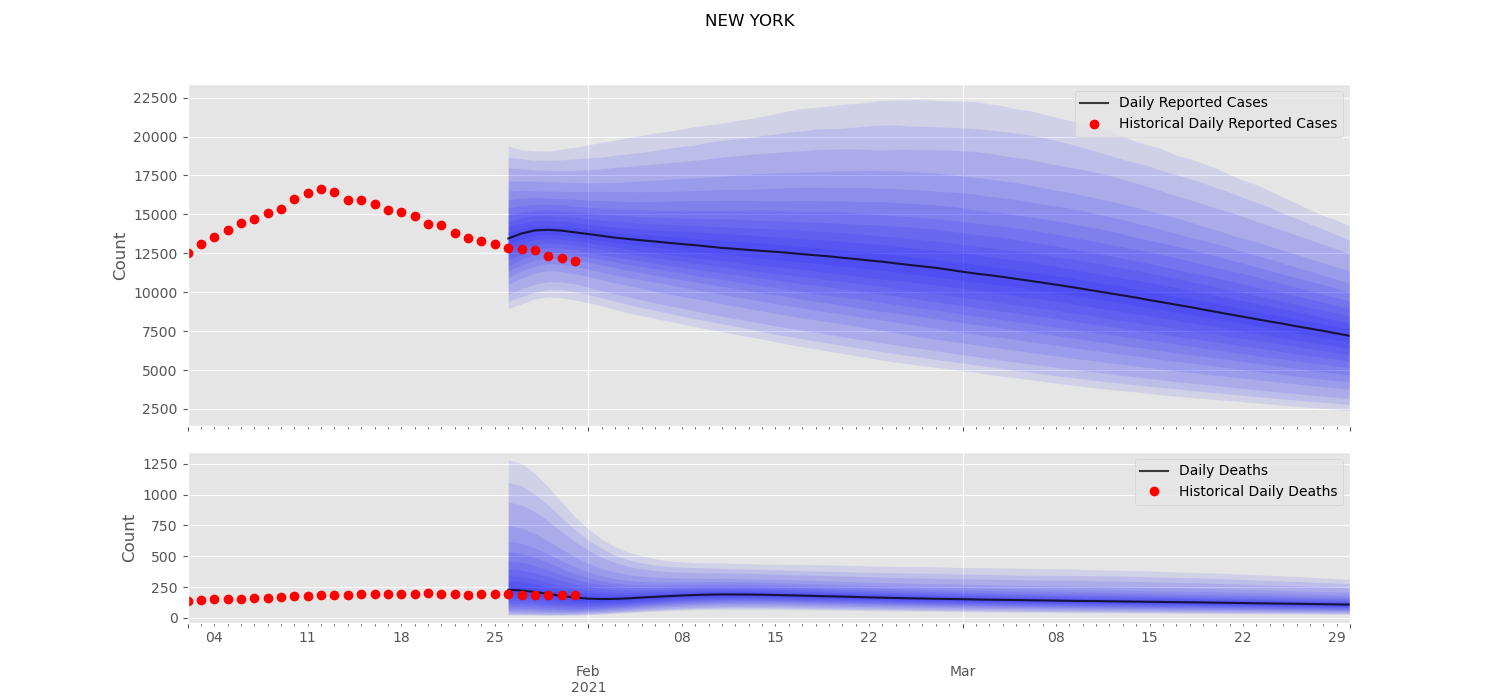 NEW YORK
22500
20000
17500
15000
12500
10000
7500
5000
2500
Count
Daily Reported Cases
Historical Daily Reported Cases
1250
1000
750
500
250
0
Count
Daily Deaths
Historical Daily Deaths
04 11 18 25 08 15 22 08 15 22 29
Feb Mar
2021